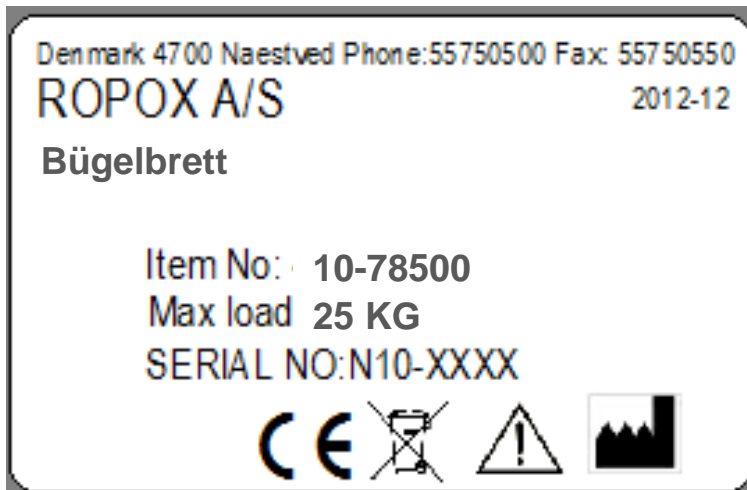 Denmark 4700 Naestved Phone:55750500 Fax: 55750550
ROPOX A/S 2012-12
Bügelbrett
Item No: 10-78500
Max load 25 KG
SERIAL NO:N10-XXXX
CE